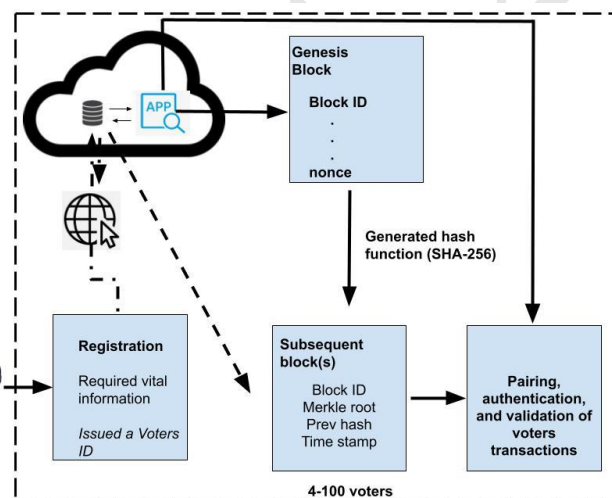 APP
Genesis
Block
Block ID
.
.
.
nonce
Generated hash
function (SHA-256)
Registration
Required vital
information
Issued a Voters
ID
Subsequent
block(s)
Block ID
Merkle root
Prev hash
Time stamp
Pairing,
authentication,
and validation of
voters
transactions
4-100 voters